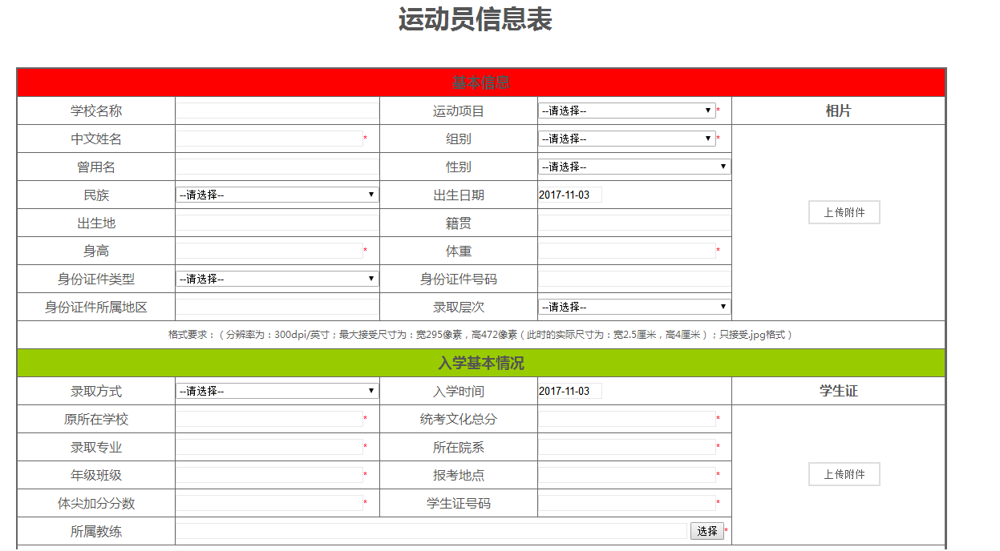 运动员信息表
基本信息
学校名称 运动项目 --请选择-- * 相片
中文姓名 * 组别 --请选择-- *
曾用名 性别 --请选择--
民族 --请选择-- 出生日期 2017-11-03
上传附件
出生地 籍贯
身高 * 体重 *
身份证件类型 --请选择-- 身份证件号码
身份证件所属地区 录取层次 --请选择--
格式要求：（分辨率为：300dpi/英寸；最大接受尺寸为：宽295像素，高472像素（此时的实际尺寸为：宽2.5厘米，高4厘米）；只接受.jpg格式）
入学基本情况
录取方式 --请选择-- 入学时间 2017-11-03 学生证
原所在学校 * 统考文化总分 *
录取专业 * 所在院系 *
年级班级 * 报考地点 * 上传附件
体尖加分分数 * 学生证号码 *
所属教练 选择 *